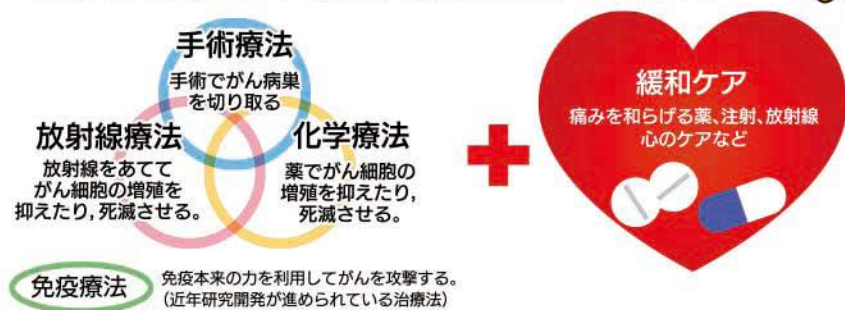 手術療法
手術でがん病巣
を切り取る
放射線療法
放射線をあてて
がん細胞の増殖を
抑えたり,死滅させる。
化学療法
薬でがん細胞の
増殖を抑えたり,
死滅させる。
緩和ケア
痛みを和らげる薬、注射、放射線
心のケアなど
免疫療法
免疫本来の力を利用してがんを攻撃する。
(近年研究開発が進められている治療法)